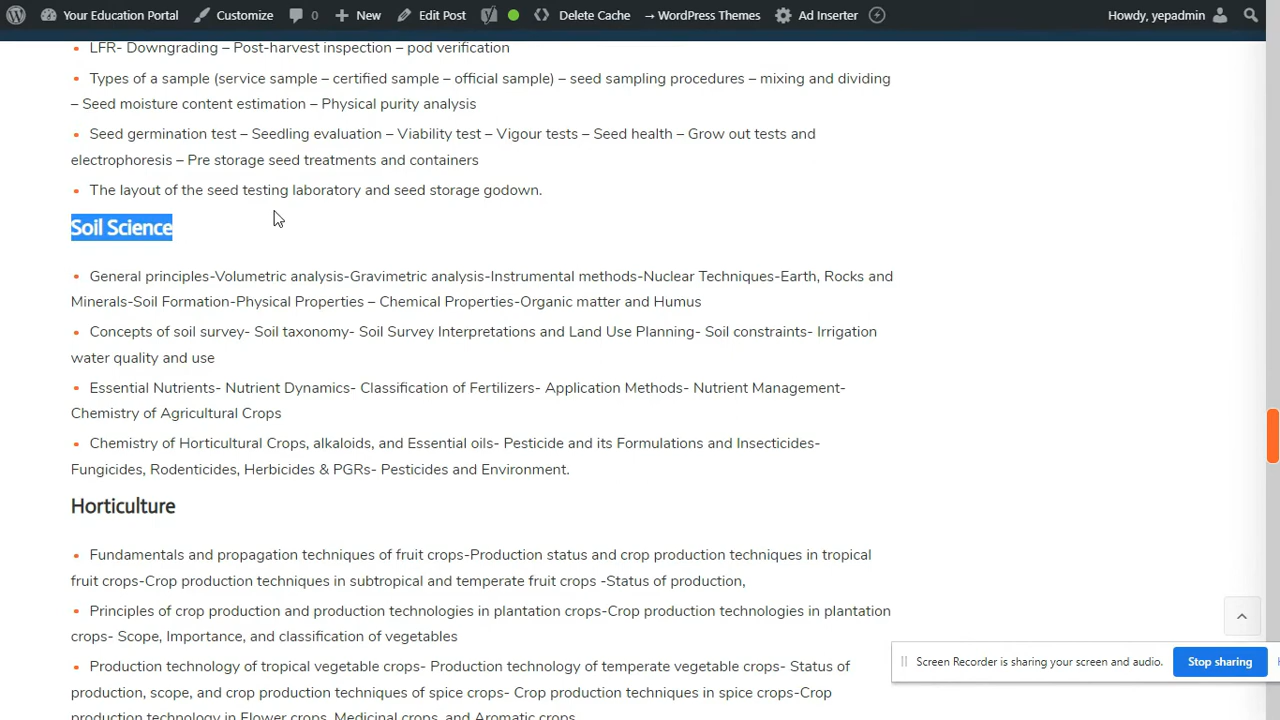 Your Education Portal Customize 0 New Edit Post Delete Cache → WordPress Themes Ad Inserter Howdy, yepadmin
LFR- Downgrading – Post-harvest inspection – pod verification
Types of a sample (service sample – certified sample – official sample) – seed sampling procedures – mixing and dividing
– Seed moisture content estimation – Physical purity analysis
Seed germination test – Seedling evaluation – Viability test – Vigour tests – Seed health – Grow out tests and
electrophoresis – Pre storage seed treatments and containers
The layout of the seed testing laboratory and seed storage godown.
Soil Science
General principles-Volumetric analysis-Gravimetric analysis-Instrumental methods-Nuclear Techniques-Earth, Rocks and
Minerals-Soil Formation-Physical Properties – Chemical Properties-Organic matter and Humus
Concepts of soil survey- Soil taxonomy- Soil Survey Interpretations and Land Use Planning- Soil constraints- Irrigation
water quality and use
Essential Nutrients- Nutrient Dynamics- Classification of Fertilizers- Application Methods- Nutrient Management-
Chemistry of Agricultural Crops
Chemistry of Horticultural Crops, alkaloids, and Essential oils- Pesticide and its Formulations and Insecticides-
Fungicides, Rodenticides, Herbicides & PGRs- Pesticides and Environment.
Horticulture
Fundamentals and propagation techniques of fruit crops-Production status and crop production techniques in tropical
fruit crops-Crop production techniques in subtropical and temperate fruit crops -Status of production,
Principles of crop production and production technologies in plantation crops-Crop production technologies in plantation
crops- Scope, Importance, and classification of vegetables
Production technology of tropical vegetable crops- Production technology of temperate vegetable crops- Status of
production, scope, and crop production techniques of spice crops- Crop production techniques in spice crops-Crop
production technology in Flower crops, Medicinal crops, and Aromatic crops
Screen Recorder is sharing your screen and audio. Stop sharing